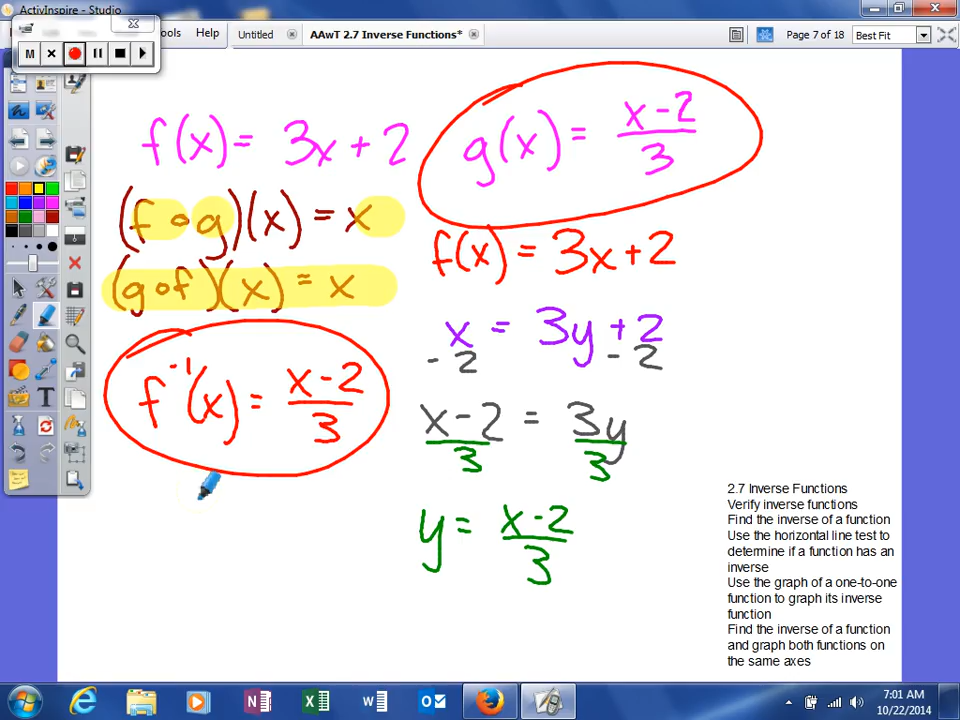 ActivInspire - Studio
Tools Help Untitled AAwT 2.7 Inverse Functions* Page 7 of 18 Best Fit
M
f(x) = 3x + 2
g(x) = x-2/3
(f∘g)(x) = x
(g∘f)(x) = x
f⁻¹(x) = x-2/3
f(x) = 3x+2
x = 3y+2
-2 -2
x-2 = 3y
3 3
y = x-2/3
2.7 Inverse Functions
Verify inverse functions
Find the inverse of a function
Use the horizontal line test to
determine if a function has an
inverse
Use the graph of a one-to-one
function to graph its inverse
function
Find the inverse of a function
and graph both functions on
the same axes
7:01 AM
10/22/2014